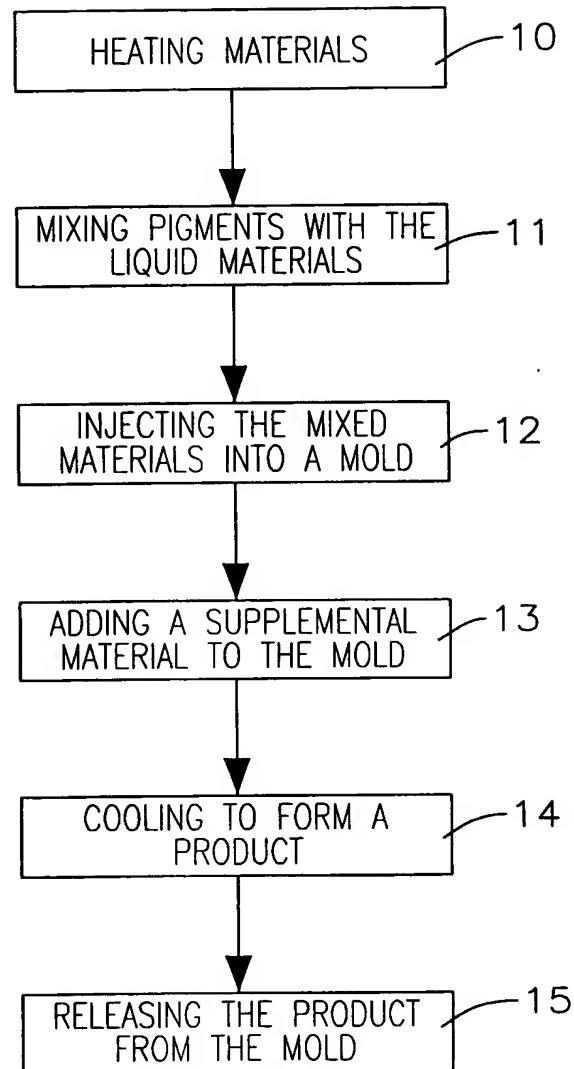 HEATING MATERIALS
10
MIXING PIGMENTS WITH THE
LIQUID MATERIALS
11
INJECTING THE MIXED
MATERIALS INTO A MOLD
12
ADDING A SUPPLEMENTAL
MATERIAL TO THE MOLD
13
COOLING TO FORM A
PRODUCT
14
RELEASING THE PRODUCT
FROM THE MOLD
15